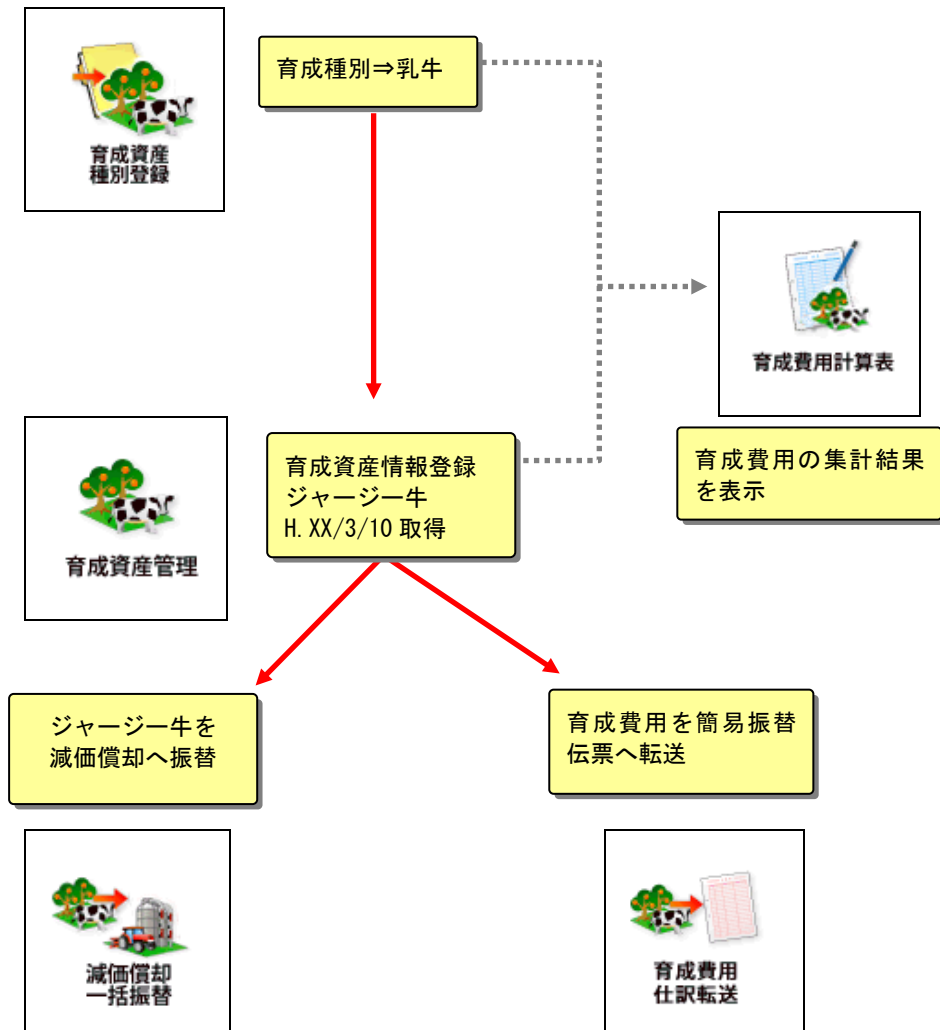 育成種別⇒乳牛
育成資産
種別登録
育成費用計算表
育成費用の集計結果
を表示
育成資産情報登録
ジャージー牛
H.XX/3/10 取得
育成資産管理
ジャージー牛を
減価償却へ振替
育成費用を簡易振替
伝票へ転送
減価償却
一括振替
育成費用
仕訳転送